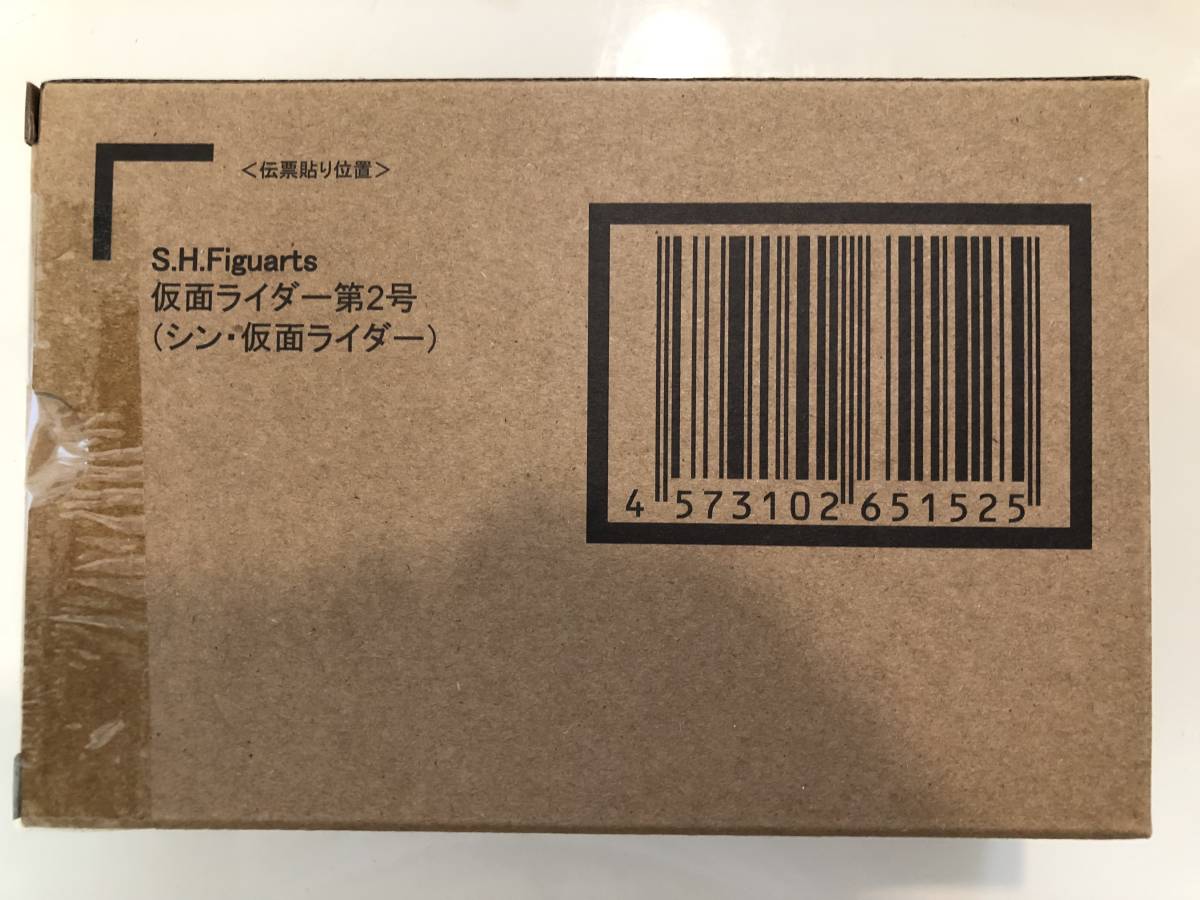 ＜伝票貼り位置＞
S.H.Figuarts
仮面ライダー第2号
（シン・仮面ライダー）
4 573102 651525